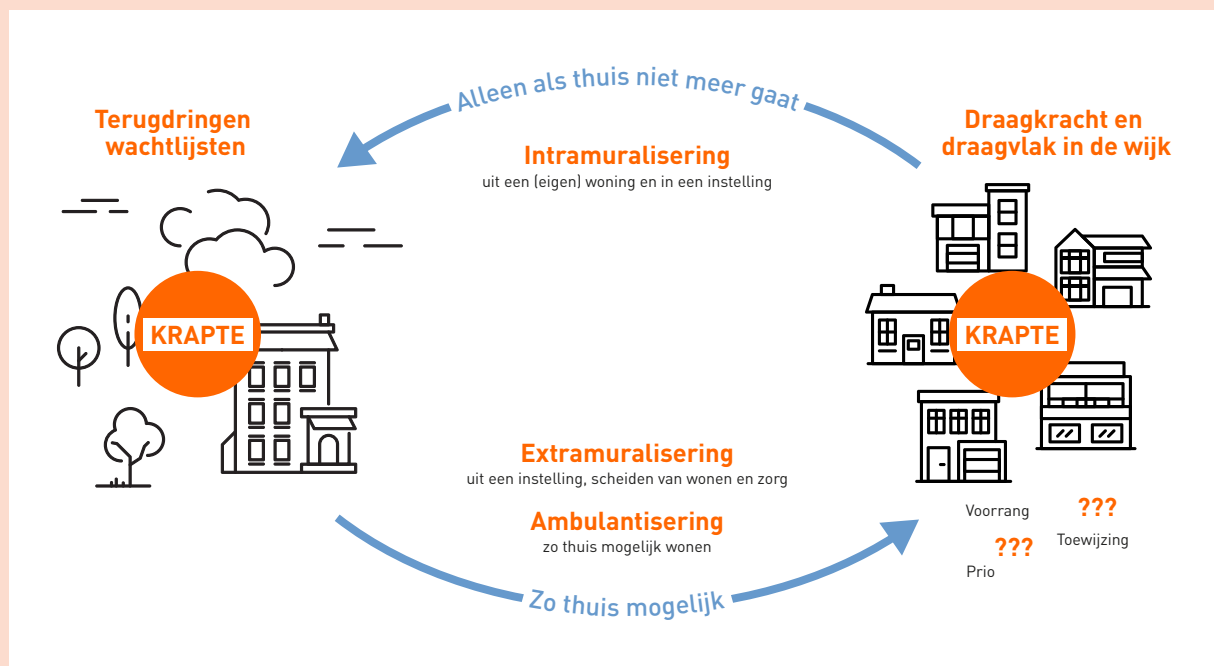 Alleen als thuis niet meer gaat
Terugdringen
wachtlijsten
Draagkracht en
draagvlak in de wijk
Intramuralisering
uit een (eigen) woning en in een instelling
KRAPTE
KRAPTE
Extramuralisering
uit een instelling, scheiden van wonen en zorg
Ambulantisering
zo thuis mogelijk wonen
Voorrang
???
Toewijzing
???
Prio
Zo thuis mogelijk